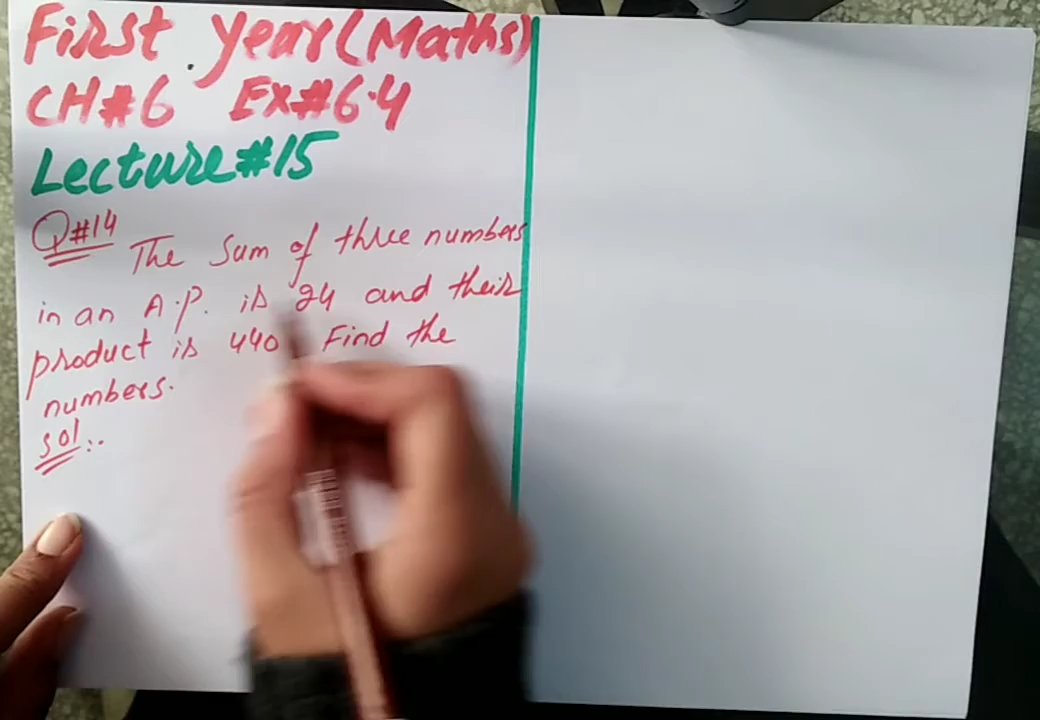 First year (Maths)
CH#6 Ex#6.4
Lecture#15
Q#14 The Sum of three numbers
in an A.P. is 24 and their
product is 440 Find the
numbers.
Sol:.